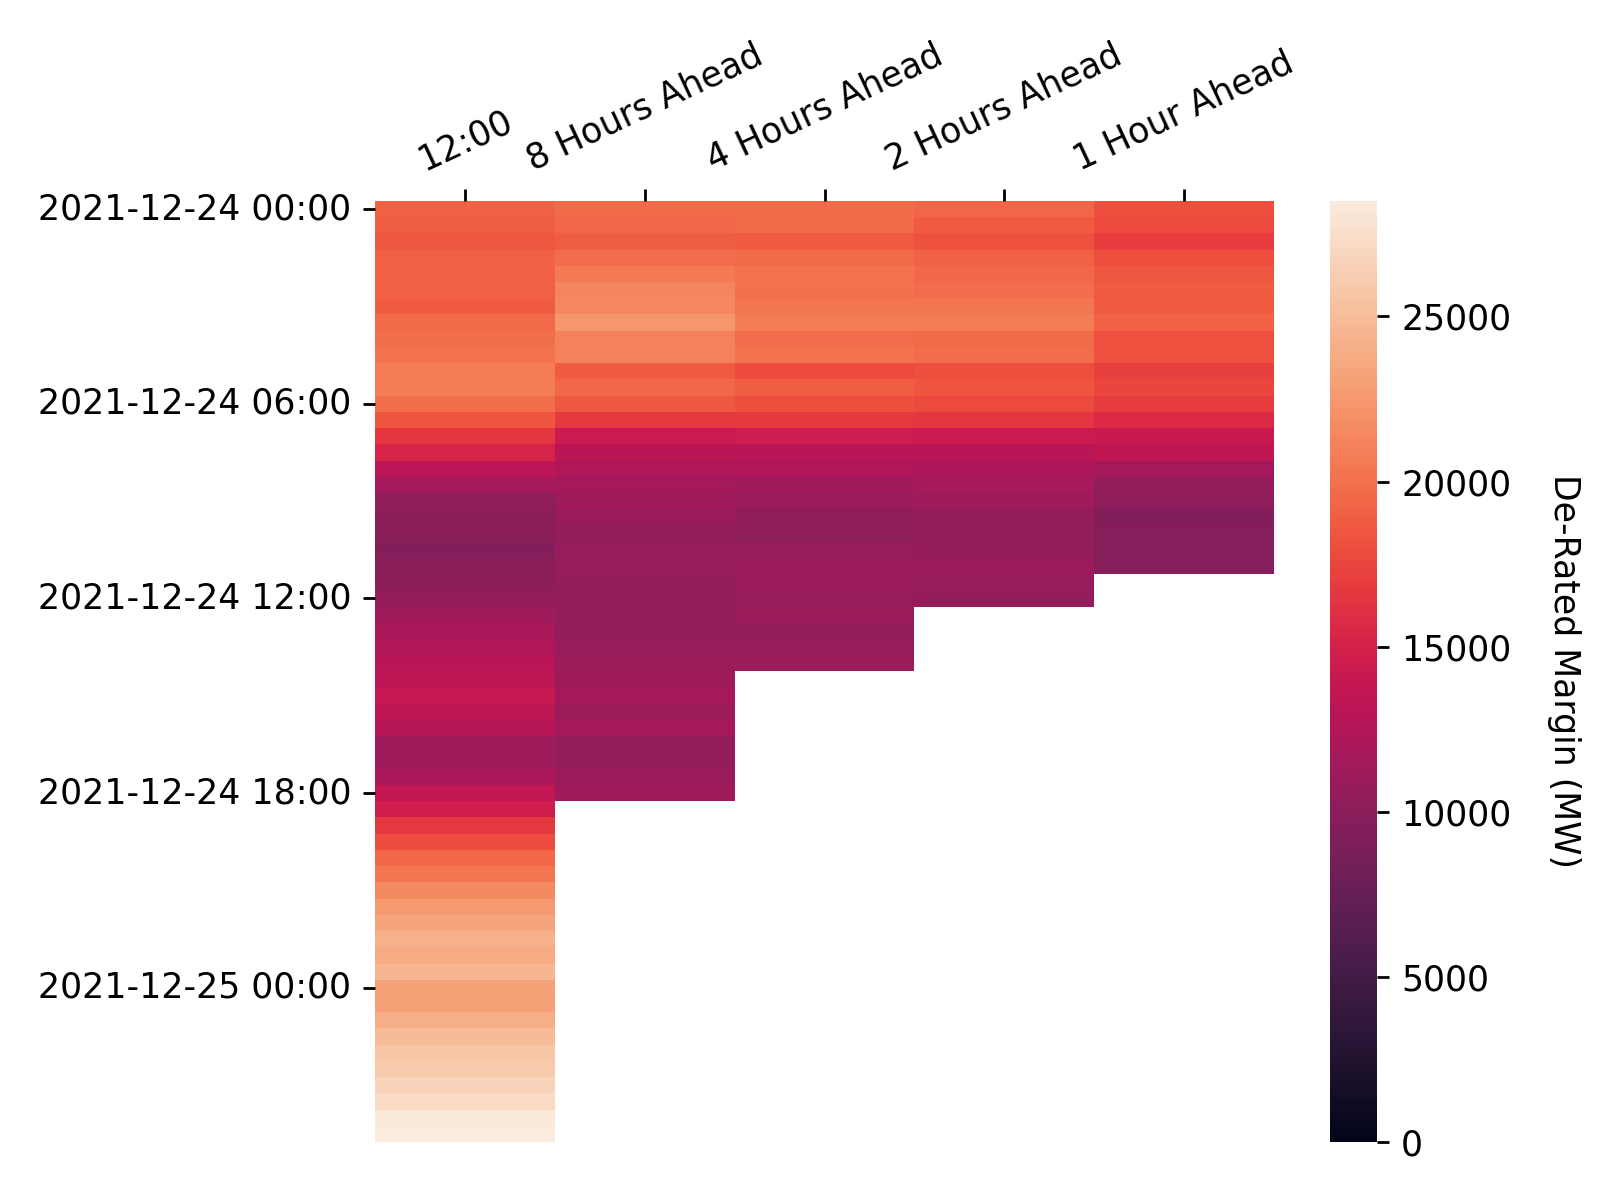 12:00
8 Hours Ahead
4 Hours Ahead
2 Hours Ahead
1 Hour Ahead
2021-12-24 00:00
2021-12-24 06:00
2021-12-24 12:00
2021-12-24 18:00
2021-12-25 00:00
25000
20000
15000
10000
5000
0
De-Rated Margin (MW)